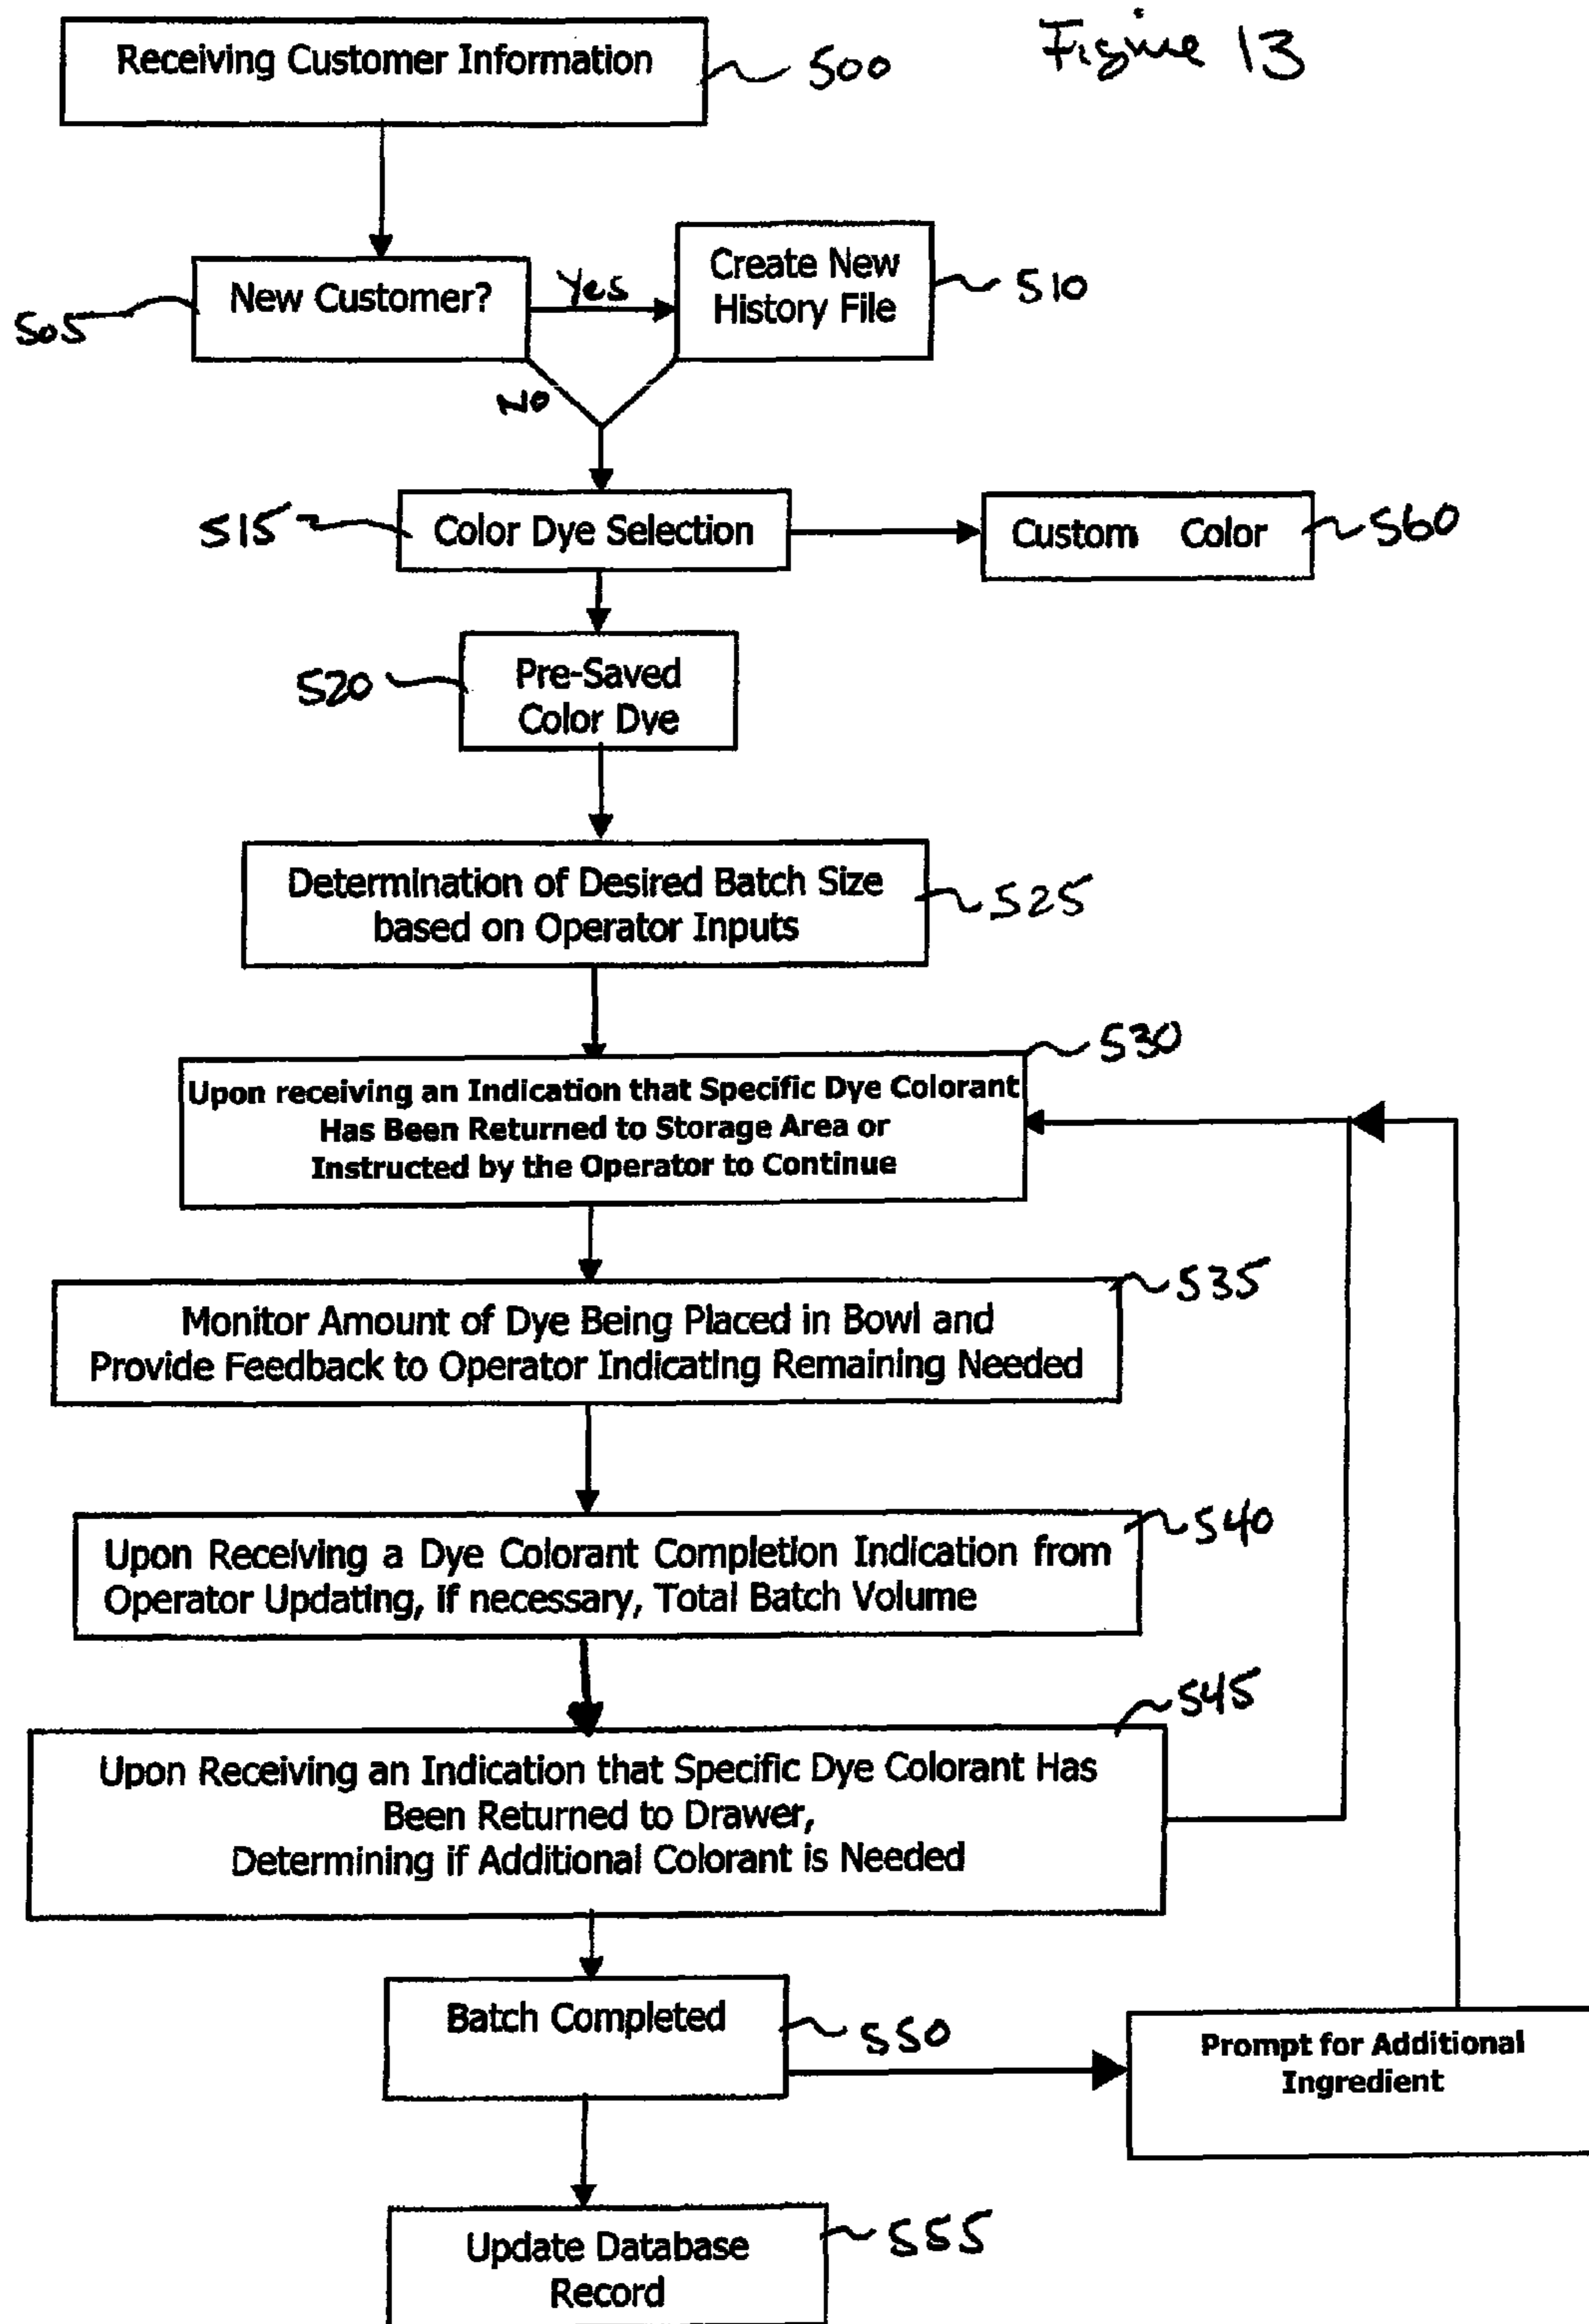 Figure 13
Receiving Customer Information
500
New Customer?
505
Yes
No
Create New
History File
510
Color Dye Selection
515
Custom Color
560
Pre-Saved
Color Dye
520
Determination of Desired Batch Size
based on Operator Inputs
525
Upon receiving an Indication that Specific Dye Colorant
Has Been Returned to Storage Area or
Instructed by the Operator to Continue
530
Monitor Amount of Dye Being Placed in Bowl and
Provide Feedback to Operator Indicating Remaining Needed
535
Upon Receiving a Dye Colorant Completion Indication from
Operator Updating, if necessary, Total Batch Volume
540
Upon Receiving an Indication that Specific Dye Colorant Has
Been Returned to Drawer,
Determining if Additional Colorant is Needed
545
Batch Completed
550
Prompt for Additional
Ingredient
Update Database
Record
555